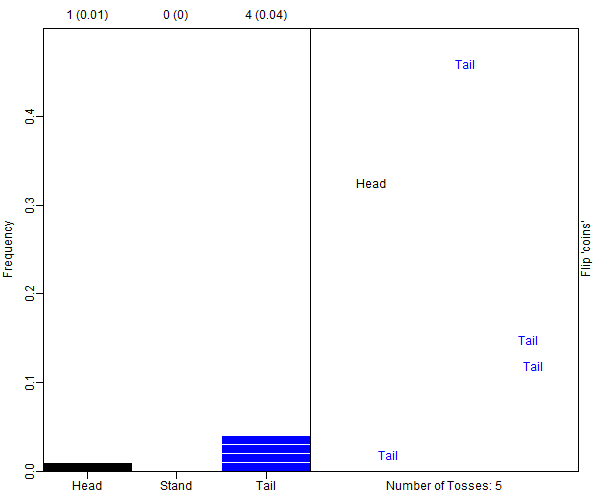 1 (0.01) 0 (0) 4 (0.04)
Tail
0.4
Head
0.3
Frequency
Flip 'coins'
0.2
Tail
Tail
0.1
Tail
0.0
Head Stand Tail Number of Tosses: 5